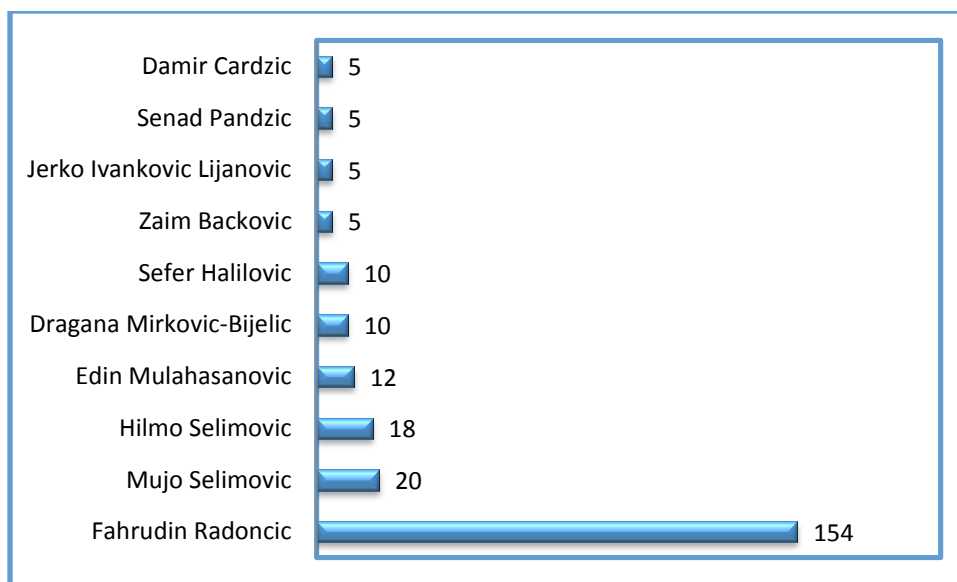 Damir Cardzic 5
Senad Pandzic 5
Jerko Ivankovic Lijanovic 5
Zaim Backovic 5
Sefer Halilovic 10
Dragana Mirkovic-Bijelic 10
Edin Mulahasanovic 12
Hilmo Selimovic 18
Mujo Selimovic 20
Fahrudin Radoncic 154